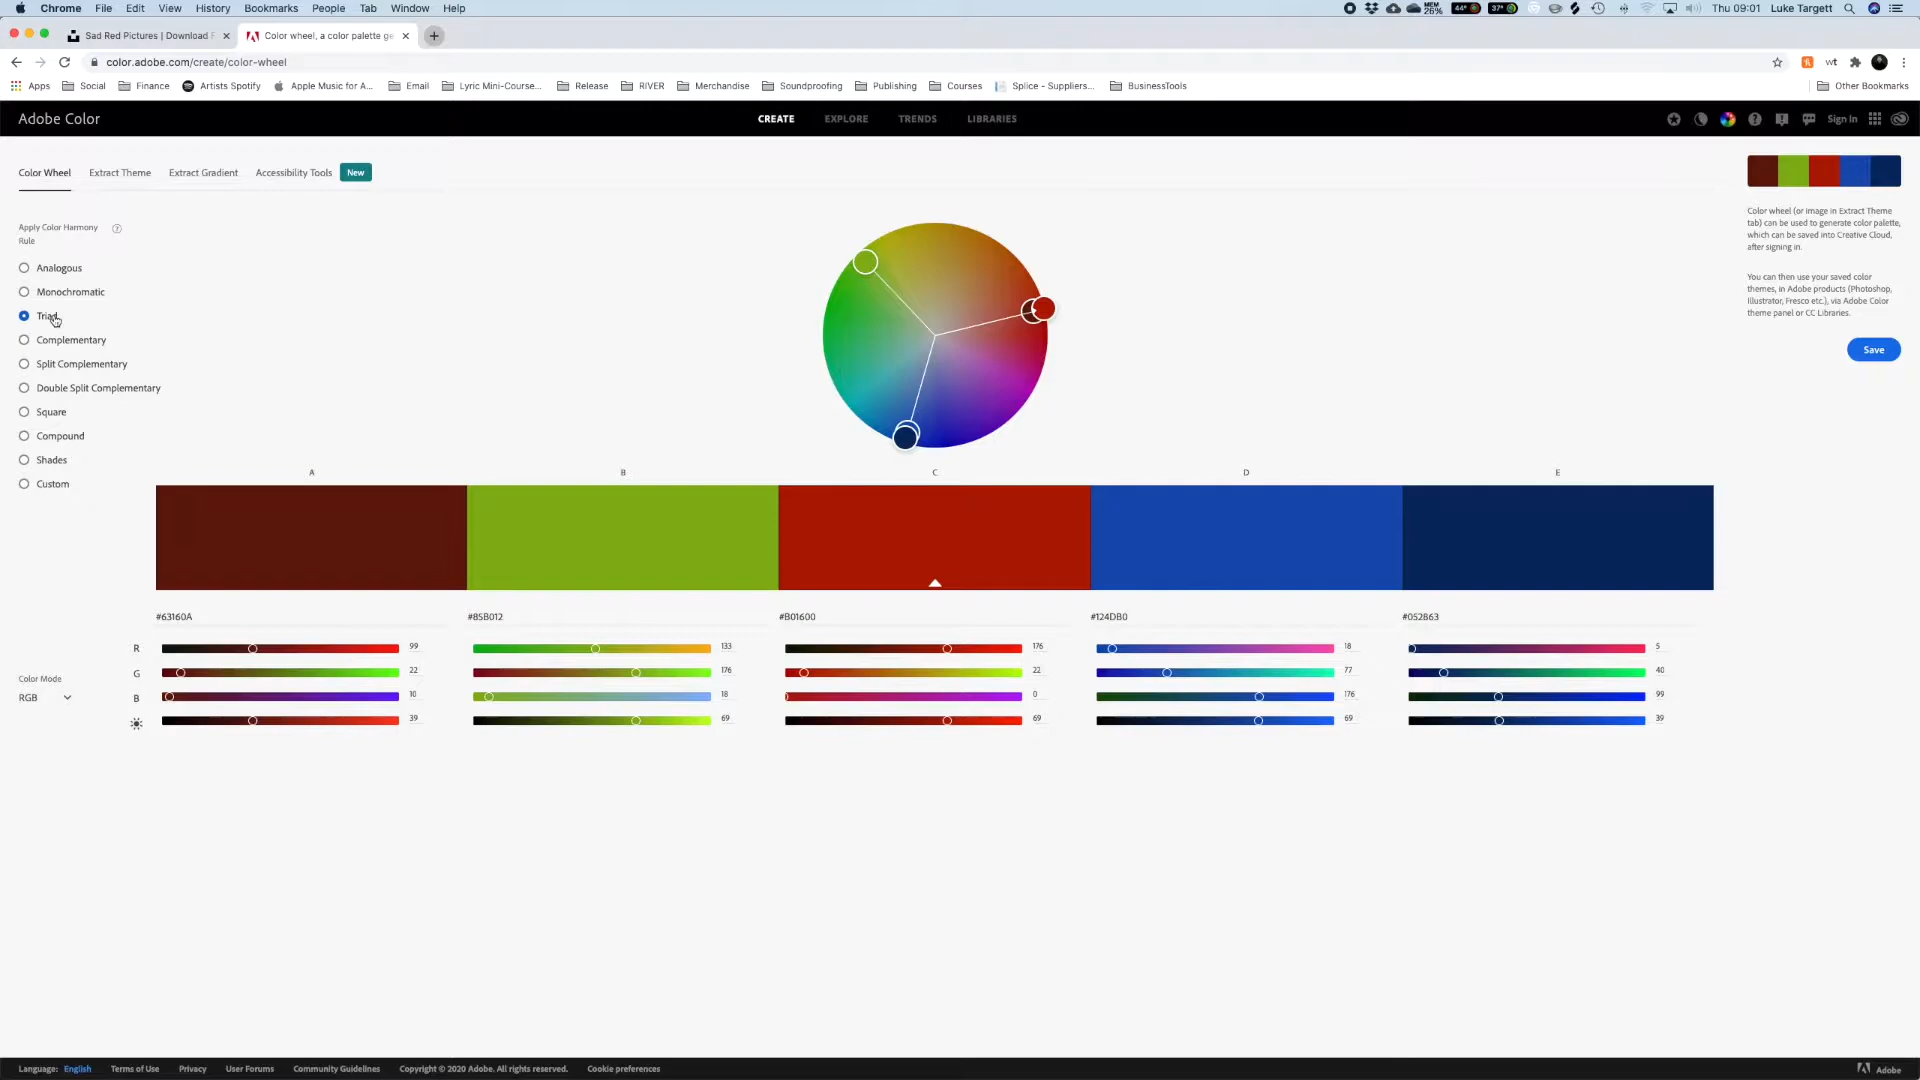 Chrome File Edit View History Bookmarks People Tab Window Help
MEM 26% 44° 37° Thu 09:01 Luke Targett
Sad Red Pictures | Download F
Color wheel, a color palette ge
color.adobe.com/create/color-wheel
wt
Apps Social Finance Artists Spotify Apple Music for A... Email Lyric Mini-Course... Release RIVER Merchandise Soundproofing Publishing Courses Splice - Suppliers... BusinessTools Other Bookmarks
Adobe Color CREATE EXPLORE TRENDS LIBRARIES Sign In
Color Wheel Extract Theme Extract Gradient Accessibility Tools New
Apply Color Harmony
Rule
Analogous
Monochromatic
Triad
Complementary
Split Complementary
Double Split Complementary
Square
Compound
Shades
Custom
Color wheel (or image in Extract Theme
tab) can be used to generate color palette,
which can be saved into Creative Cloud,
after signing in.
You can then use your saved color
themes, in Adobe products (Photoshop,
Illustrator, Fresco etc.), via Adobe Color
theme panel or CC Libraries.
Save
A B C D E
#63160A #85B012 #B01600 #124DB0 #052863
R 99 133 176 18 5
G 22 176 22 77 40
B 10 18 0 176 99
39 69 69 69 39
Color Mode
RGB
Language: English Terms of Use Privacy User Forums Community Guidelines Copyright © 2020 Adobe. All rights reserved. Cookie preferences Adobe